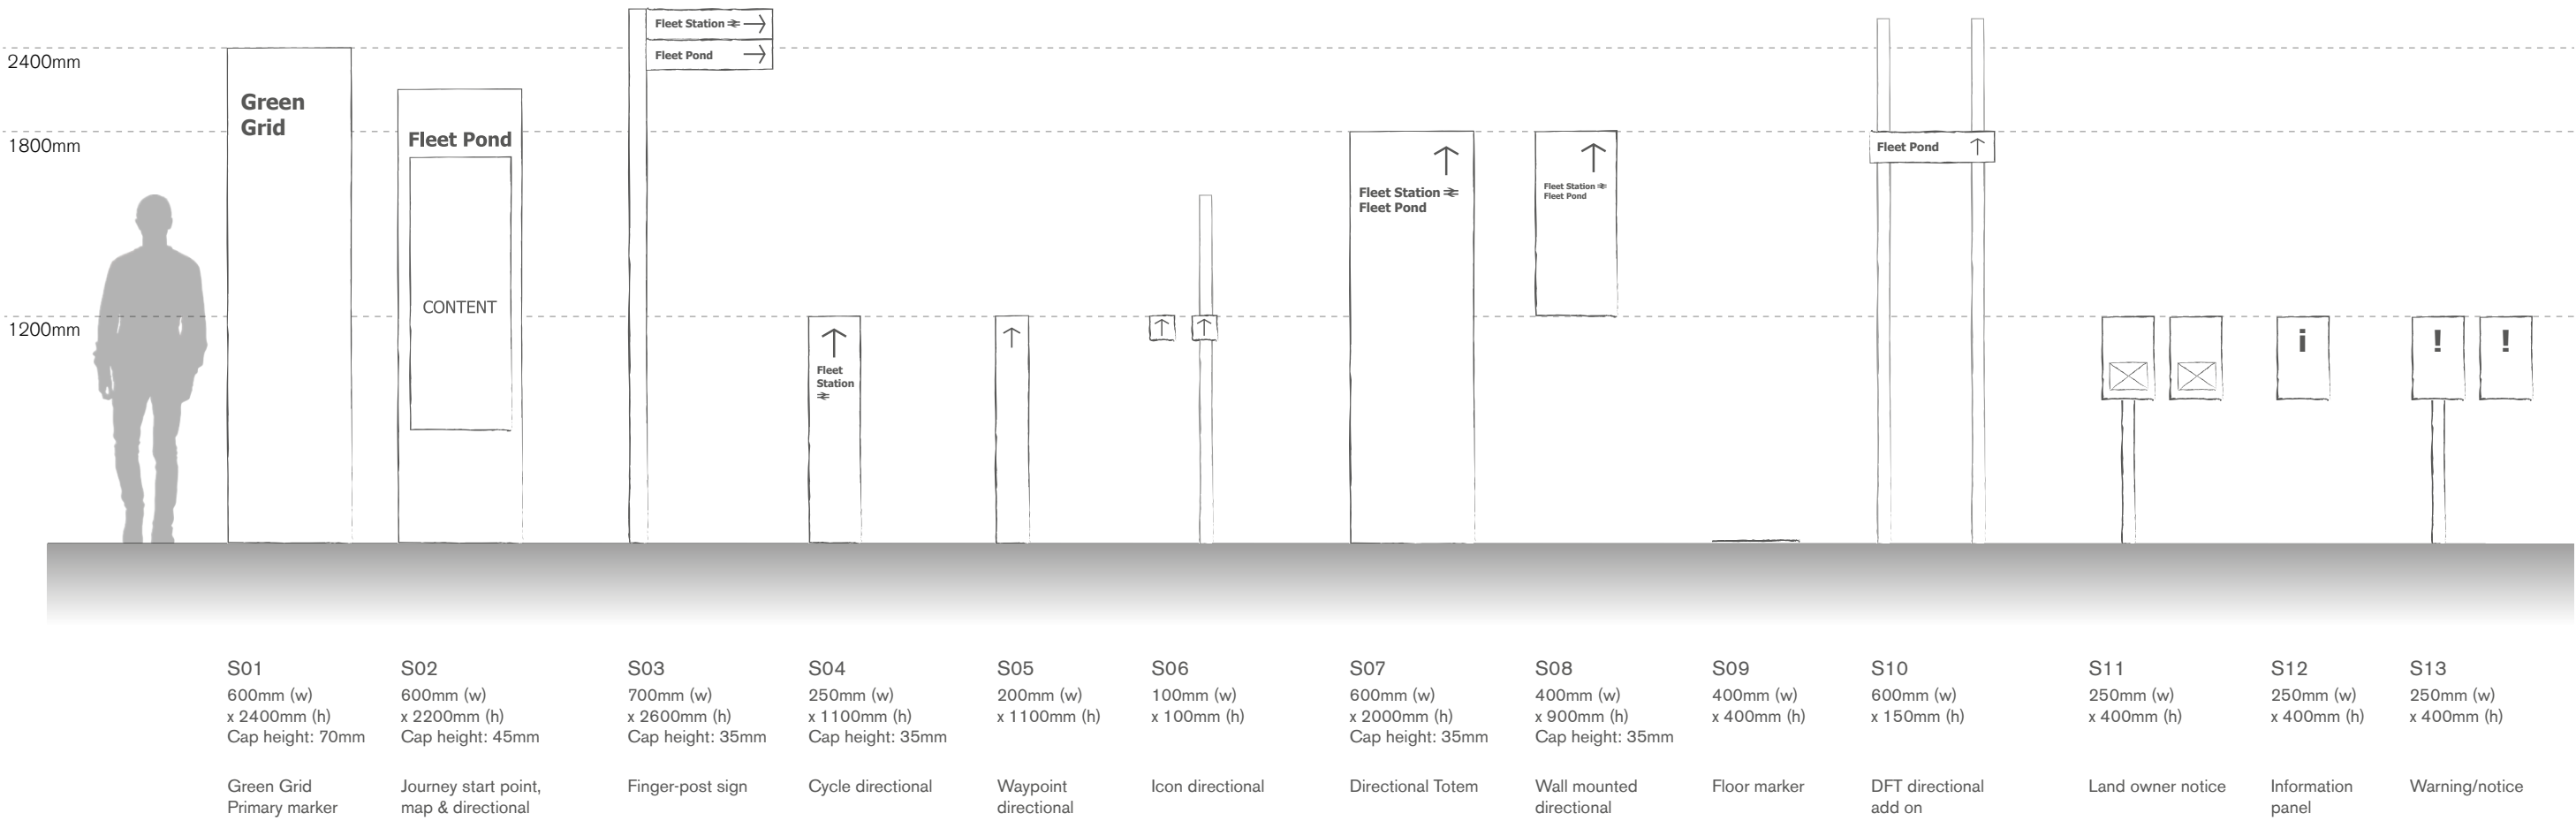 2400mm
1800mm
1200mm
Green
Grid
Fleet Pond
CONTENT
Fleet Station →
Fleet Pond →
↑
Fleet
Station
↑
↑
↑
↑
Fleet Station
Fleet Pond
↑
Fleet Station
Fleet Pond
Fleet Pond ↑
i
!
!
S01
600mm (w)
x 2400mm (h)
Cap height: 70mm
Green Grid
Primary marker
S02
600mm (w)
x 2200mm (h)
Cap height: 45mm
Journey start point,
map & directional
S03
700mm (w)
x 2600mm (h)
Cap height: 35mm
Finger-post sign
S04
250mm (w)
x 1100mm (h)
Cap height: 35mm
Cycle directional
S05
200mm (w)
x 1100mm (h)
Waypoint
directional
S06
100mm (w)
x 100mm (h)
Icon directional
S07
600mm (w)
x 2000mm (h)
Cap height: 35mm
Directional Totem
S08
400mm (w)
x 900mm (h)
Cap height: 35mm
Wall mounted
directional
S09
400mm (w)
x 400mm (h)
Floor marker
S10
600mm (w)
x 150mm (h)
DFT directional
add on
S11
250mm (w)
x 400mm (h)
Land owner notice
S12
250mm (w)
x 400mm (h)
Information
panel
S13
250mm (w)
x 400mm (h)
Warning/notice